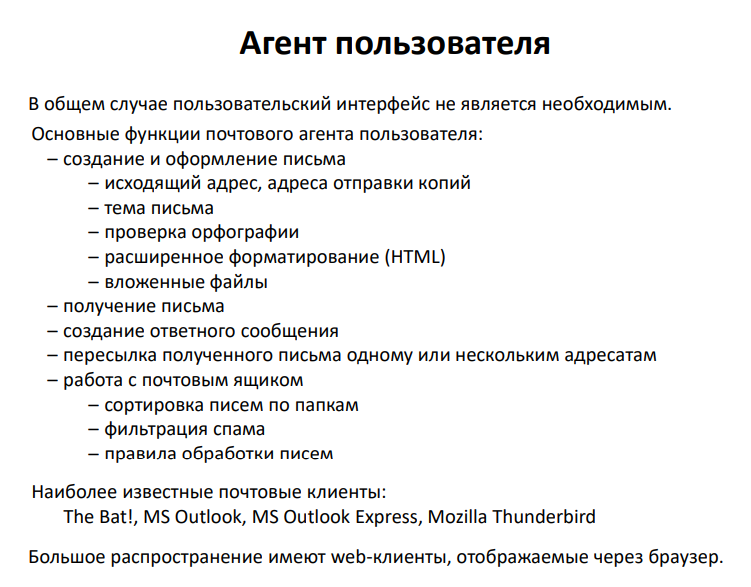 Агент пользователя
В общем случае пользовательский интерфейс не является необходимым.
Основные функции почтового агента пользователя:
– создание и оформление письма
– исходящий адрес, адреса отправки копий
– тема письма
– проверка орфографии
– расширенное форматирование (HTML)
– вложенные файлы
– получение письма
– создание ответного сообщения
– пересылка полученного письма одному или нескольким адресатам
– работа с почтовым ящиком
– сортировка писем по папкам
– фильтрация спама
– правила обработки писем
Наиболее известные почтовые клиенты:
The Bat!, MS Outlook, MS Outlook Express, Mozilla Thunderbird
Большое распространение имеют web-клиенты, отображаемые через браузер.